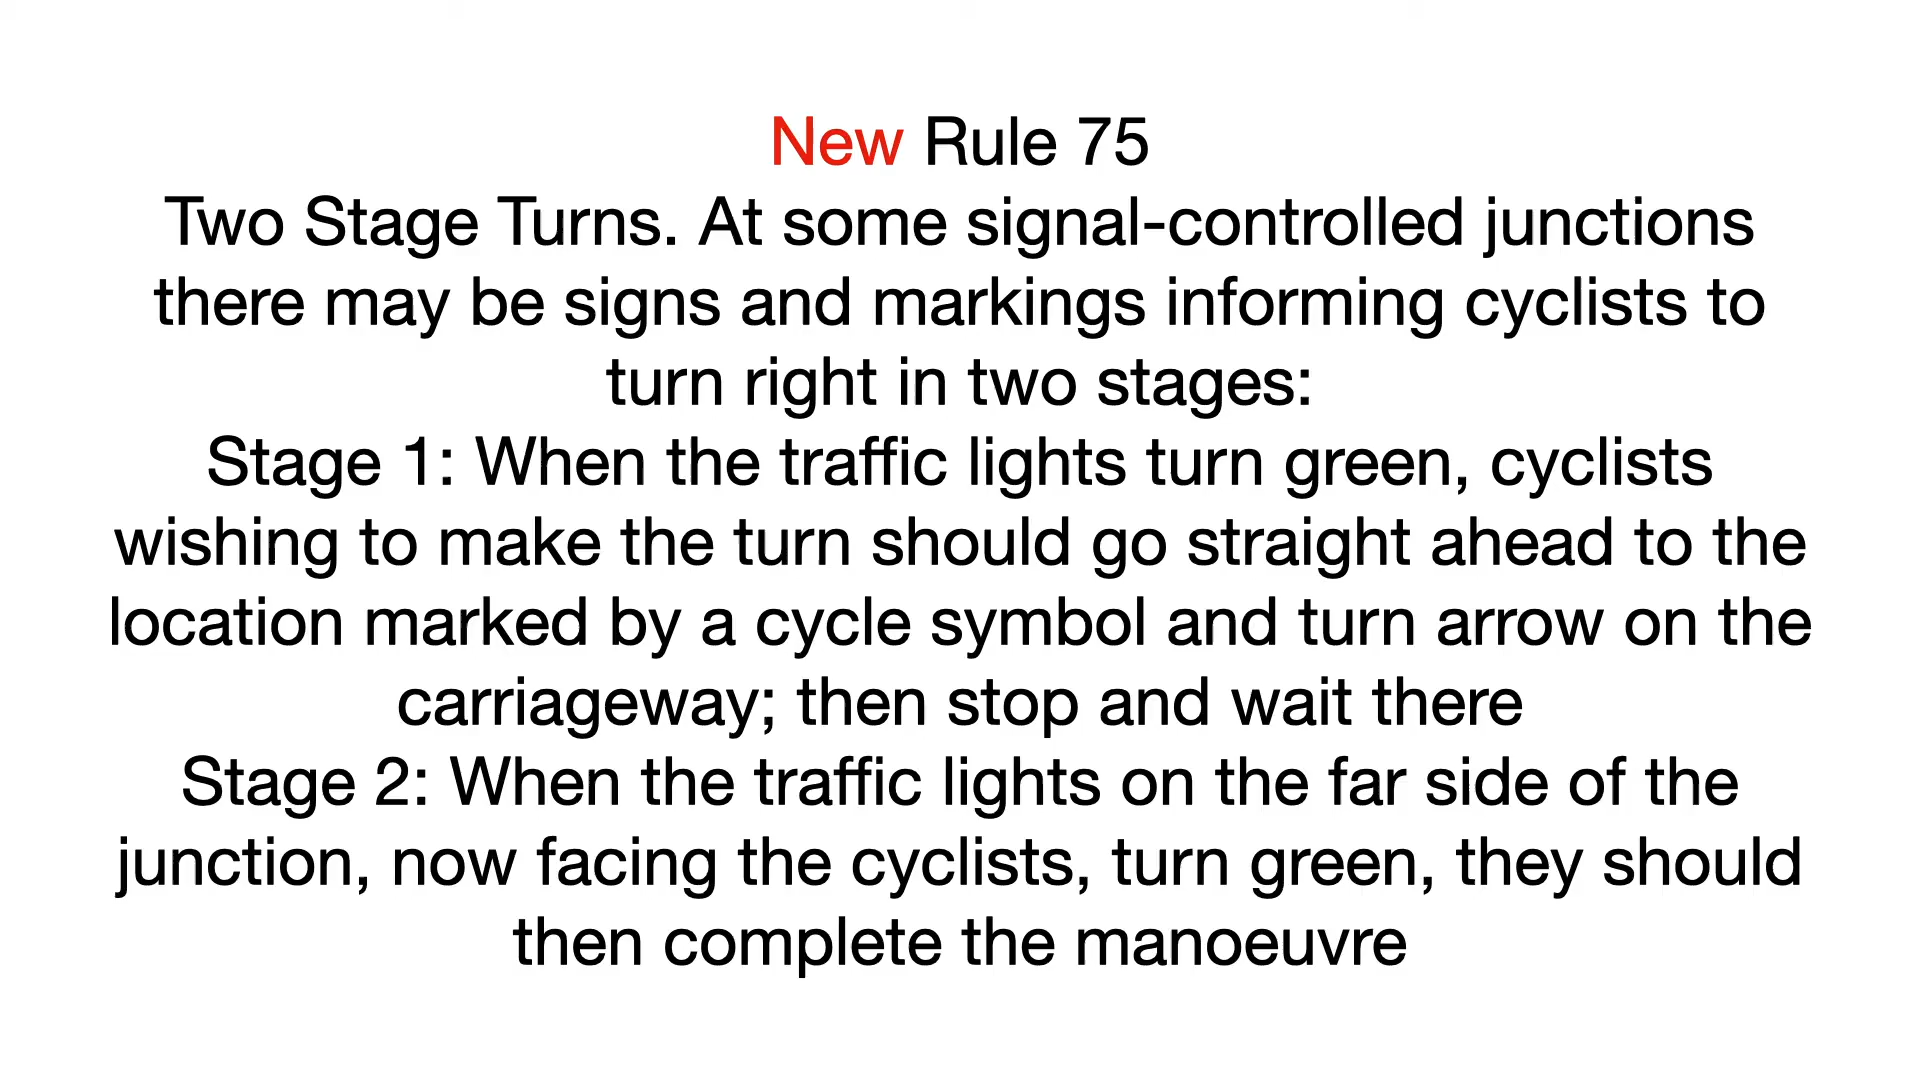 New Rule 75
Two Stage Turns. At some signal-controlled junctions
there may be signs and markings informing cyclists to
turn right in two stages:
Stage 1: When the traffic lights turn green, cyclists
wishing to make the turn should go straight ahead to the
location marked by a cycle symbol and turn arrow on the
carriageway; then stop and wait there
Stage 2: When the traffic lights on the far side of the
junction, now facing the cyclists, turn green, they should
then complete the manoeuvre